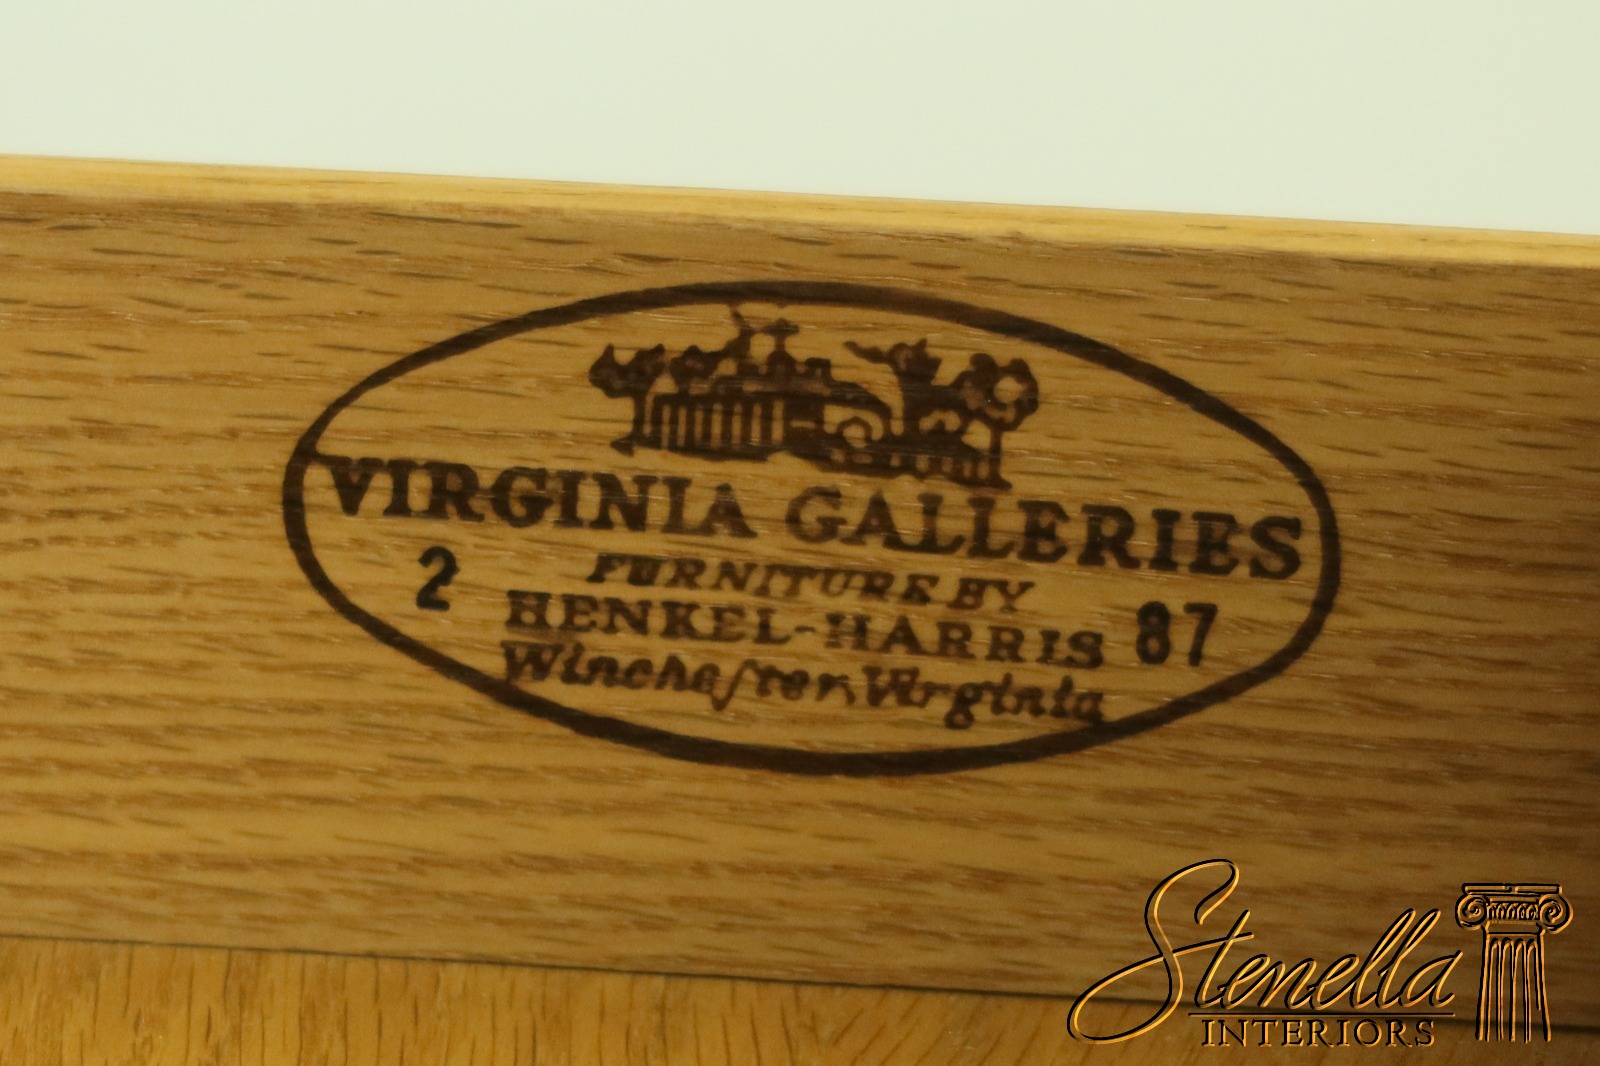 VIRGINIA GALLERIES
2 FURNITURE BY 87
HENKEL-HARRIS
Wincheſter, Virginia
Stenella
INTERIORS